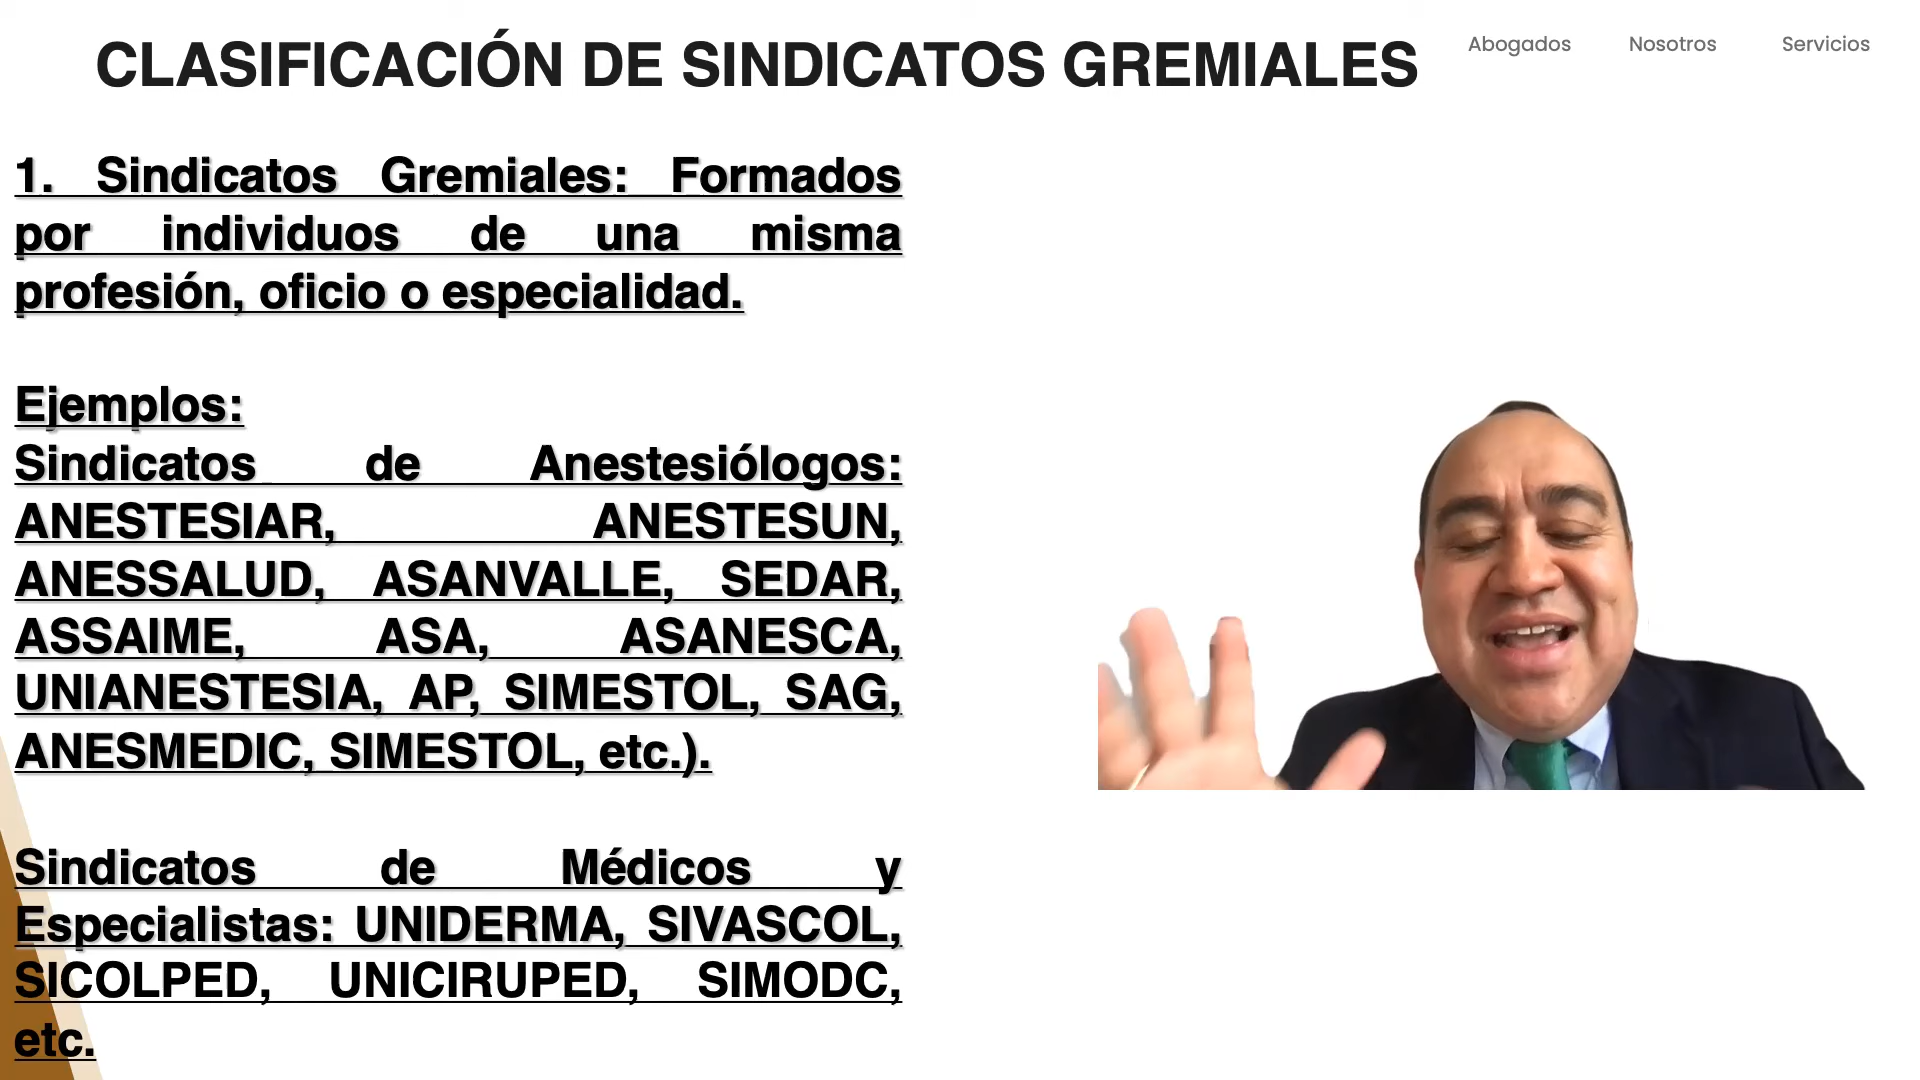 CLASIFICACIÓN DE SINDICATOS GREMIALES
Abogados Nosotros Servicios
1. Sindicatos Gremiales: Formados
por individuos de una misma
profesión, oficio o especialidad.
Ejemplos:
Sindicatos de Anestesiólogos:
ANESTESIAR, ANESTESUN,
ANESSALUD, ASANVALLE, SEDAR,
ASSAIME, ASA, ASANESCA,
UNIANESTESIA, AP, SIMESTOL, SAG,
ANESMEDIC, SIMESTOL, etc.).
Sindicatos de Médicos y
Especialistas: UNIDERMA, SIVASCOL,
SICOLPED, UNICIRUPED, SIMODC,
etc.